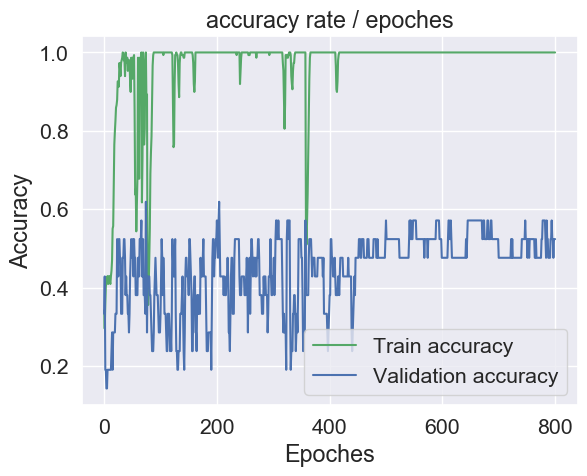 accuracy rate / epoches
1.0
0.8
0.6
0.4
0.2
Accuracy
0 200 400 600 800
Epoches
Train accuracy
Validation accuracy